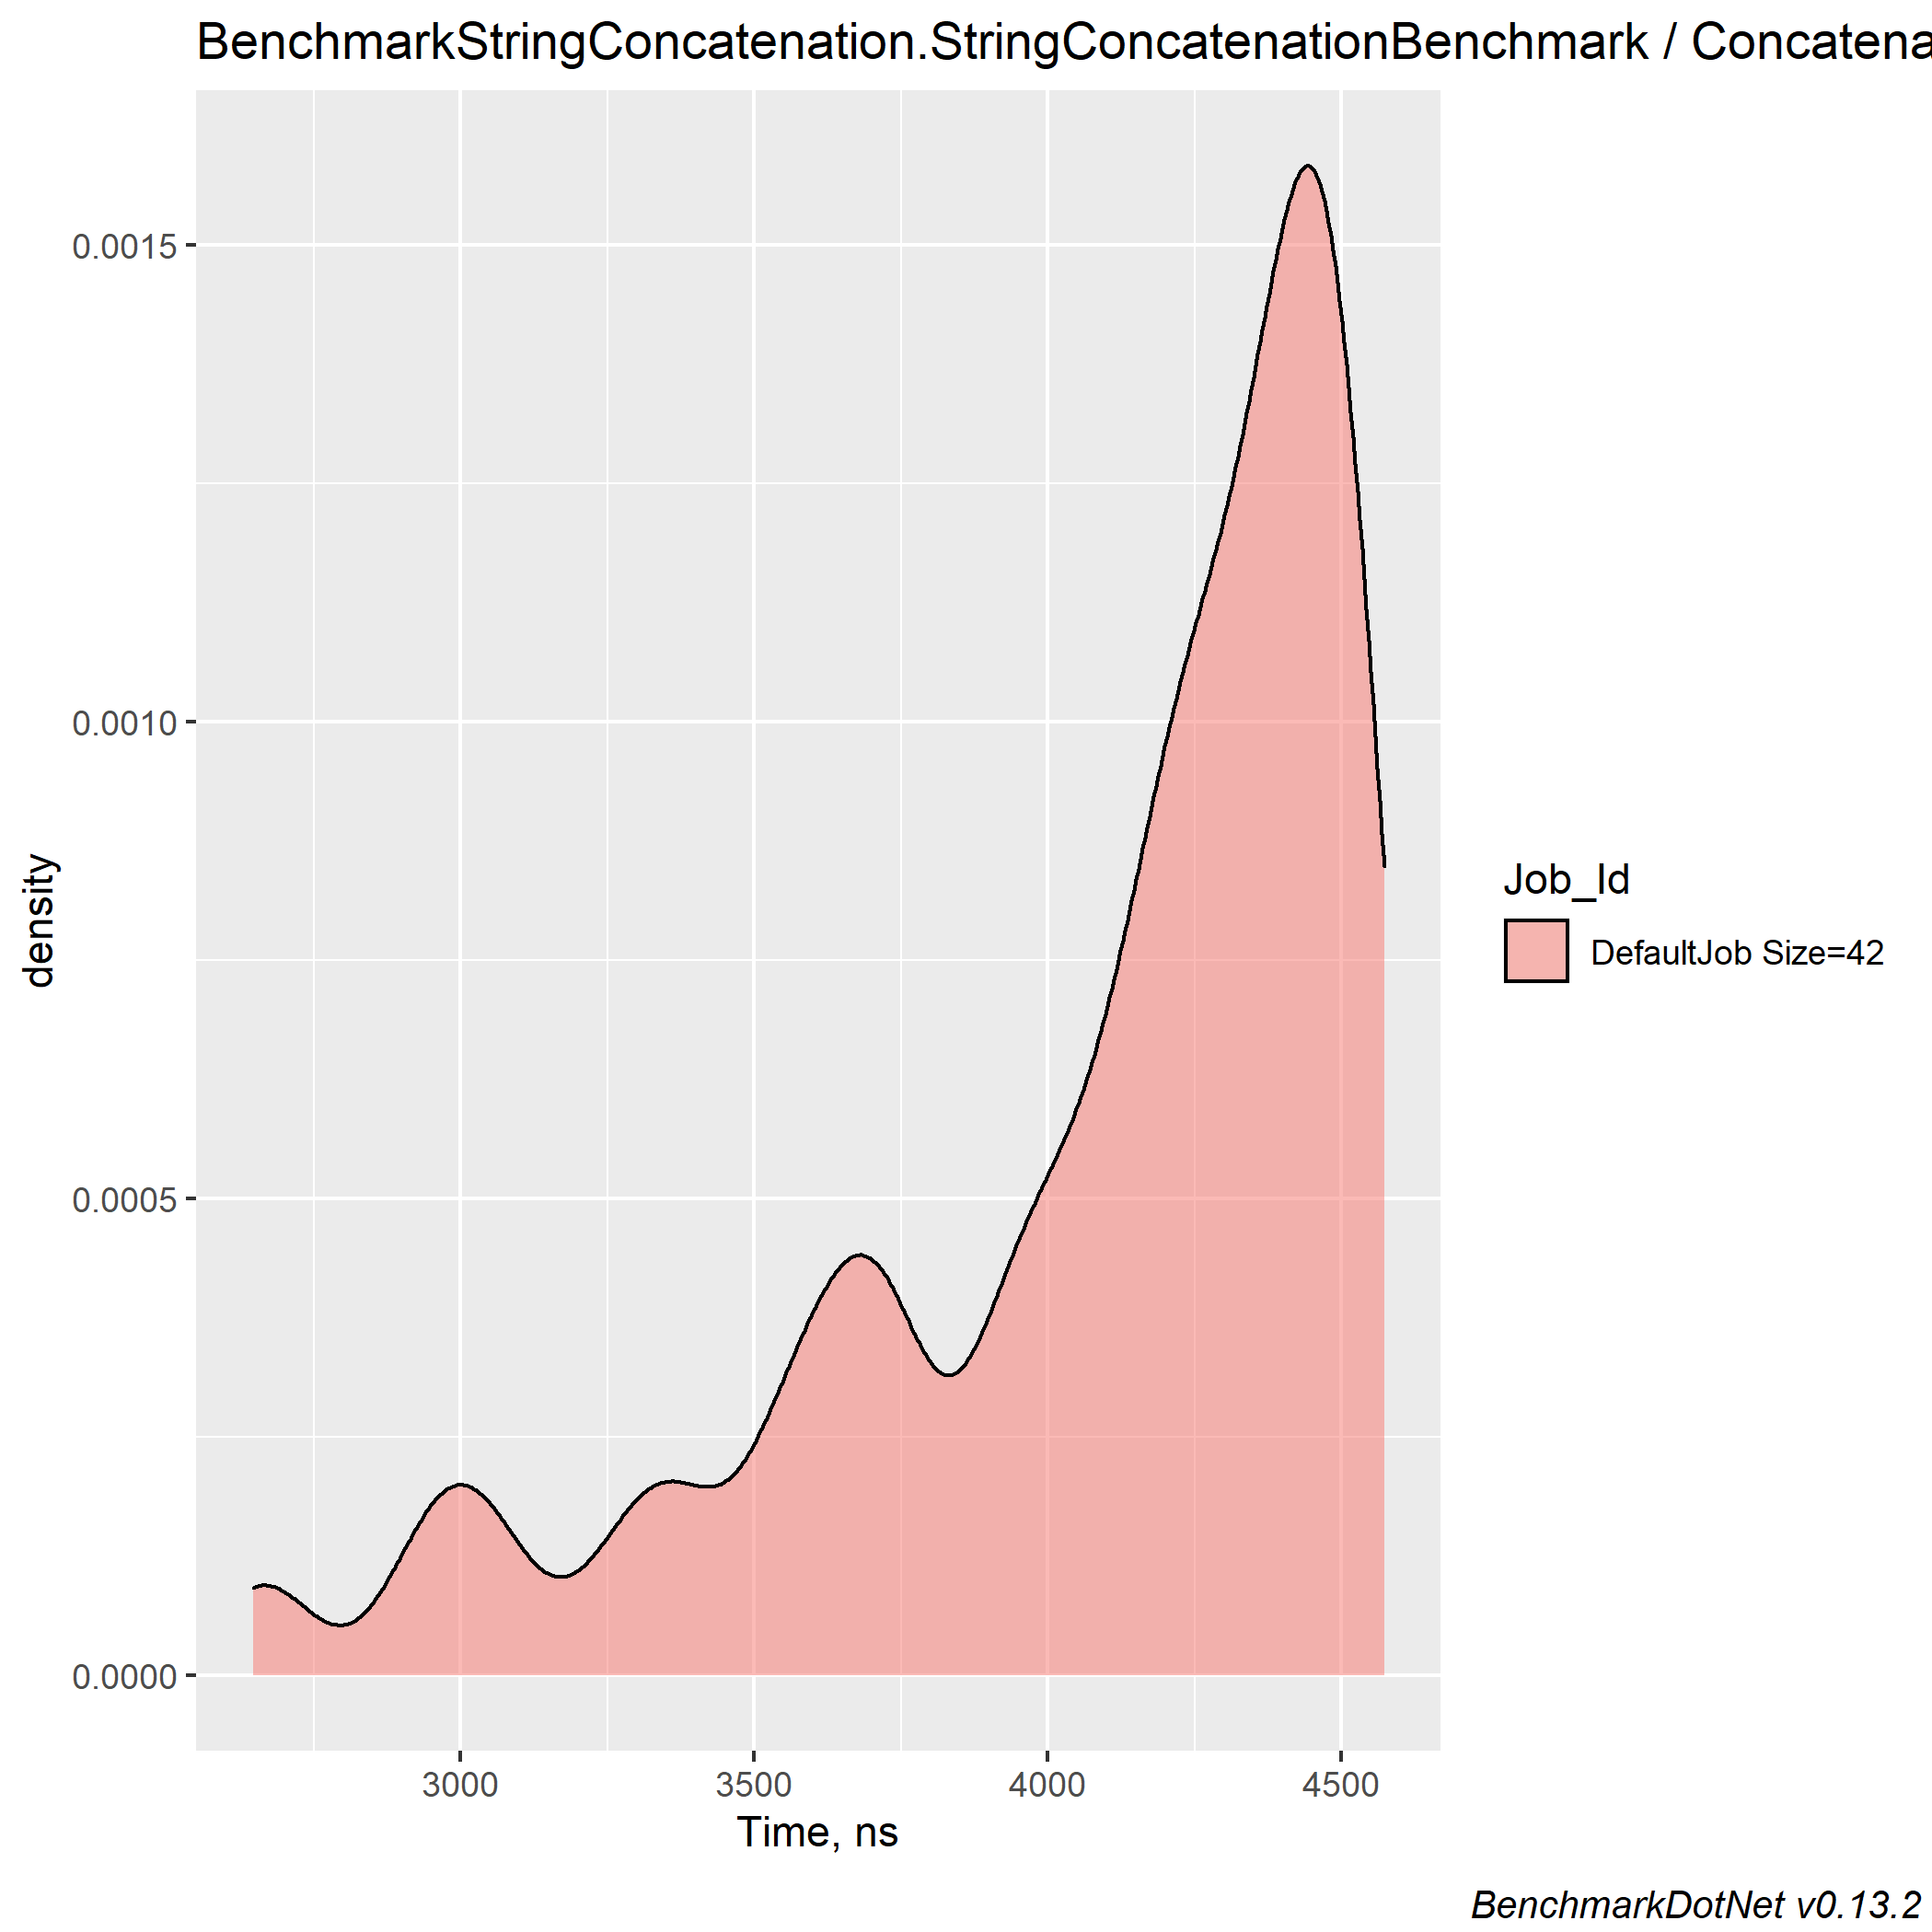 BenchmarkStringConcatenation.StringConcatenationBenchmark /
0.0015
0.0010
0.0005
0.0000
density
3000 3500 4000 4500
Time, ns
Job_Id
DefaultJob Size=42
BenchmarkDotNet v0.13.2